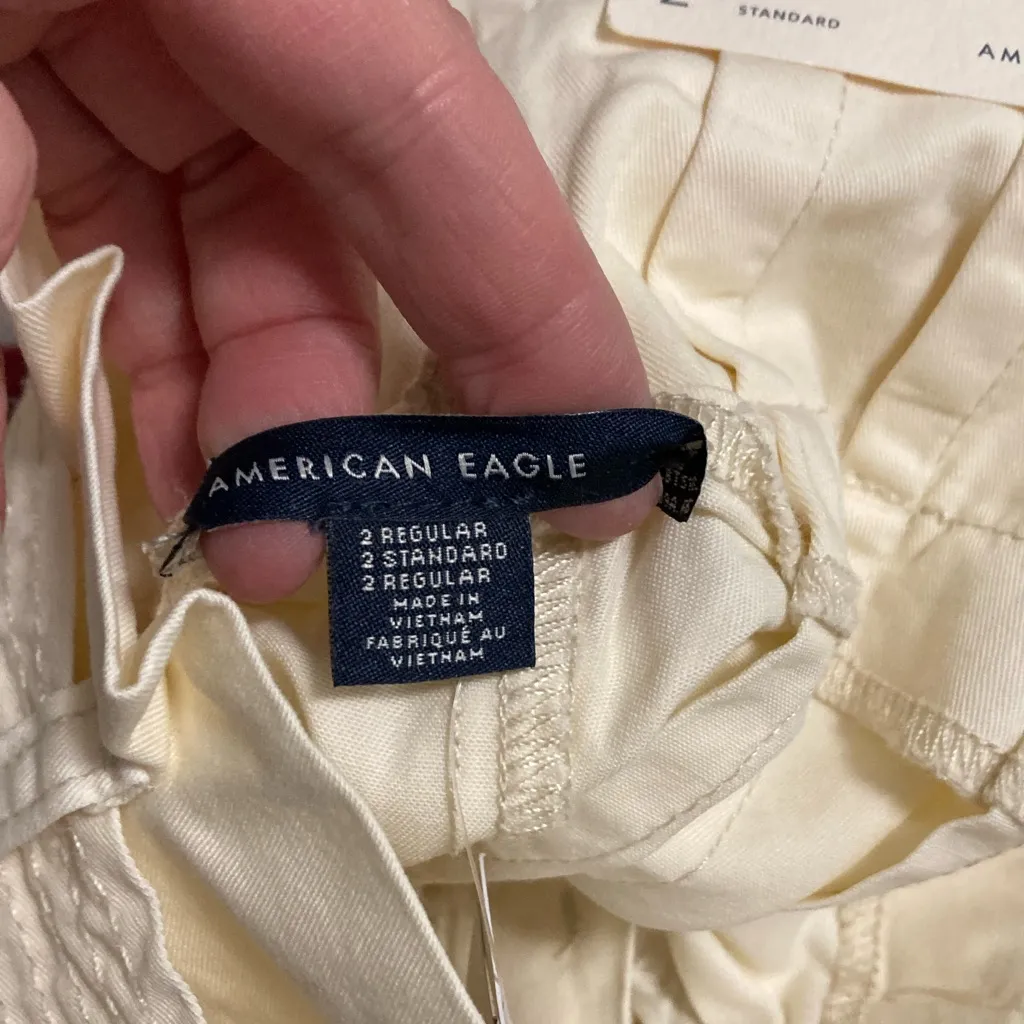 STANDARD
AM
AMERICAN EAGLE
2 REGULAR
2 STANDARD
2 REGULAR
MADE IN
VIETNAM
FABRIQUÉ AU
VIETNAM